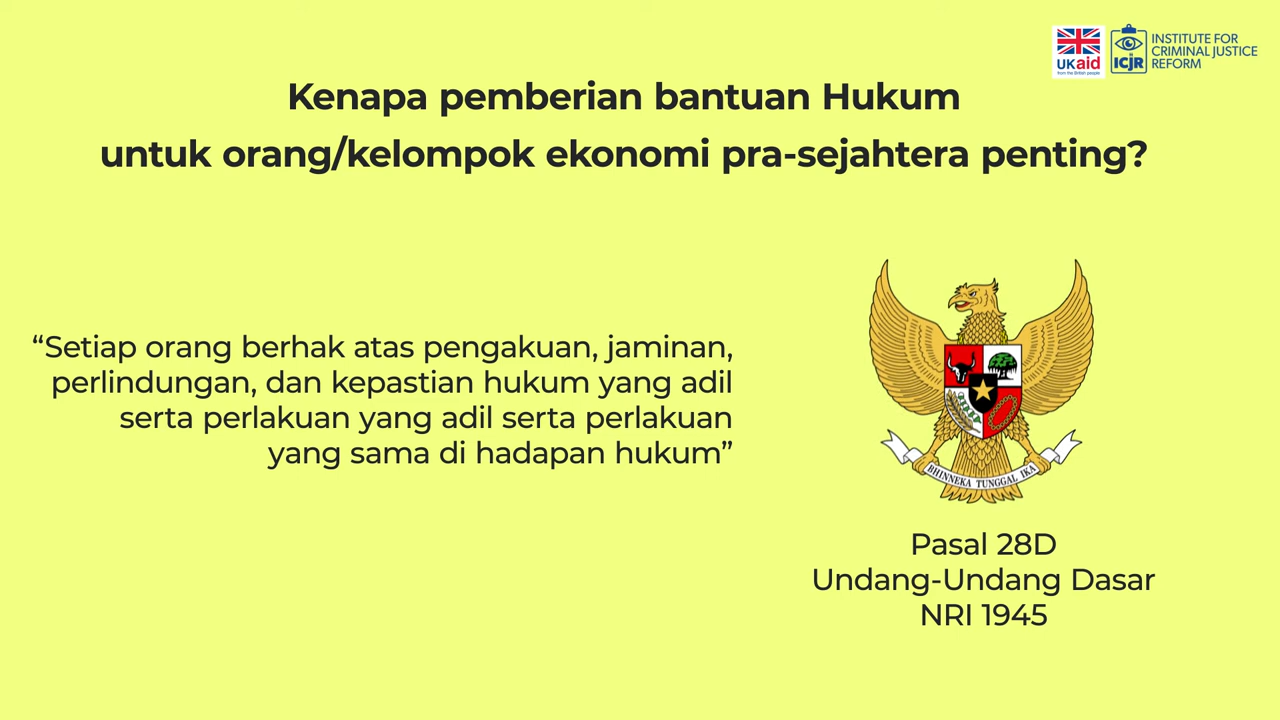 UKaid
from the British people
ICJR
INSTITUTE FOR
CRIMINAL JUSTICE
REFORM
Kenapa pemberian bantuan Hukum
untuk orang/kelompok ekonomi pra-sejahtera penting?
“Setiap orang berhak atas pengakuan, jaminan,
perlindungan, dan kepastian hukum yang adil
serta perlakuan yang adil serta perlakuan
yang sama di hadapan hukum”
BHINNEKA TUNGGAL IKA
Pasal 28D
Undang-Undang Dasar
NRI 1945